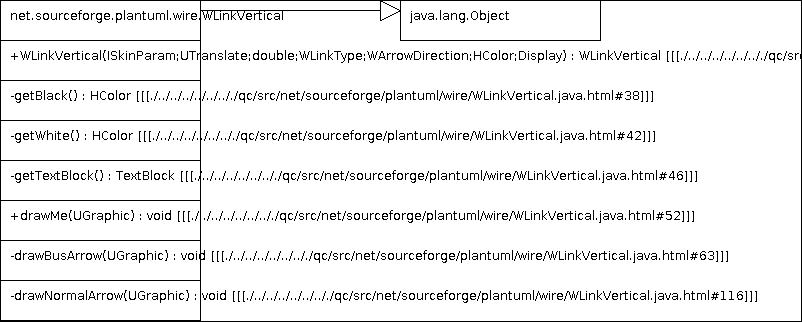 net.sourceforge.plantuml.wire.WLinkVertical
java.lang.Object
+WLinkVertical(ISkinParam;UTranslate;double;WLinkType;WArrowDirection;HColor;Display) : WLinkVertical [[[./../../../../../../qc/src
-getBlack() : HColor [[[./../../../../../../qc/src/net/sourceforge/plantuml/wire/WLinkVertical.java.html#38]]]
-getWhite() : HColor [[[./../../../../../../qc/src/net/sourceforge/plantuml/wire/WLinkVertical.java.html#42]]]
-getTextBlock() : TextBlock [[[./../../../../../../qc/src/net/sourceforge/plantuml/wire/WLinkVertical.java.html#46]]]
+drawMe(UGraphic) : void [[[./../../../../../../qc/src/net/sourceforge/plantuml/wire/WLinkVertical.java.html#52]]]
-drawBusArrow(UGraphic) : void [[[./../../../../../../qc/src/net/sourceforge/plantuml/wire/WLinkVertical.java.html#63]]]
-drawNormalArrow(UGraphic) : void [[[./../../../../../../qc/src/net/sourceforge/plantuml/wire/WLinkVertical.java.html#116]]]